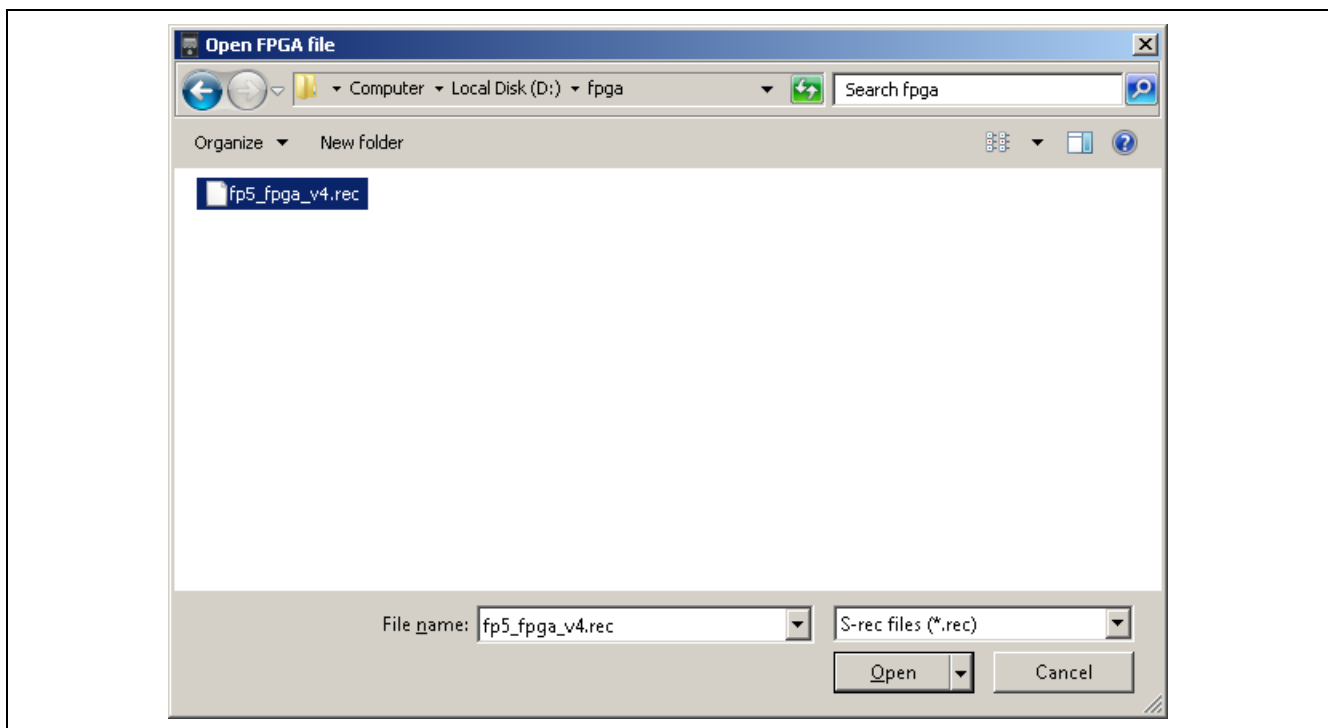 Open FPGA file
Computer Local Disk (D:) fpga Search fpga
Organize New folder
fp5_fpga_v4.rec
File name: fp5_fpga_v4.rec S-rec files (*.rec)
Open Cancel